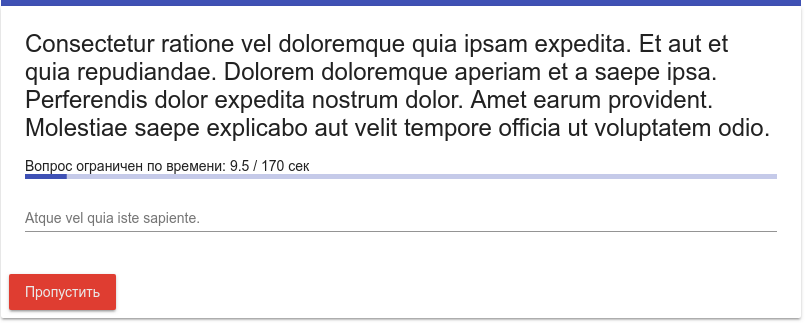 Consectetur ratione vel doloremque quia ipsam expedita. Et aut et
quia repudiandae. Dolorem doloremque aperiam et a saepe ipsa.
Perferendis dolor expedita nostrum dolor. Amet earum provident.
Molestiae saepe explicabo aut velit tempore officia ut voluptatem odio.
Вопрос ограничен по времени: 9.5 / 170 сек
Atque vel quia iste sapiente.
Пропустить